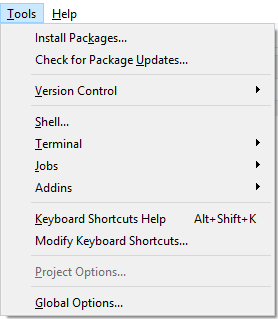 Tools Help
Install Packages...
Check for Package Updates...
Version Control
Shell...
Terminal
Jobs
Addins
Keyboard Shortcuts Help Alt+Shift+K
Modify Keyboard Shortcuts...
Project Options...
Global Options...